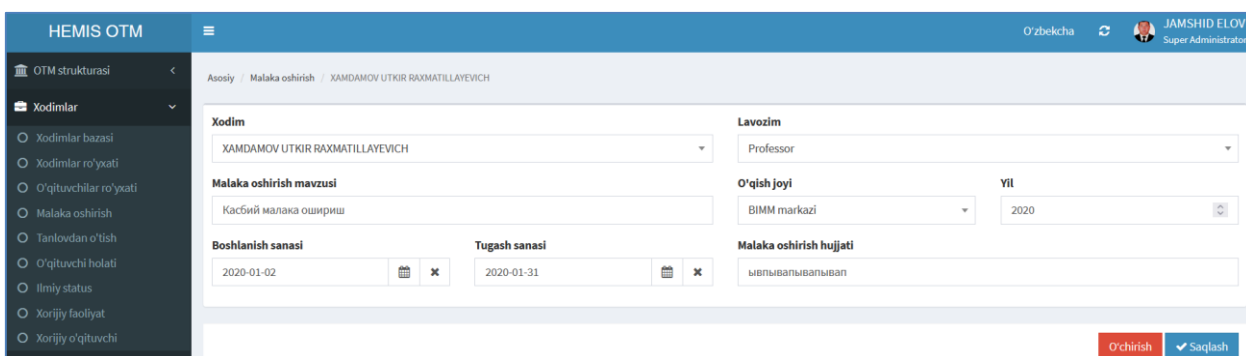 HEMIS OTM
O'zbekcha
JAMSHID ELOV
Super Administrator
OTM strukturasi
Xodimlar
Xodimlar bazasi
Xodimlar ro'yxati
O'qituvchilar ro'yxati
Malaka oshirish
Tanlovdan o'tish
O'qituvchi holati
Ilmiy status
Xorijiy faoliyat
Xorijiy o'qituvchi
Asosiy / Malaka oshirish / XAMDAMOV UTKIR RAXMATILLAYEVICH
Xodim
XAMDAMOV UTKIR RAXMATILLAYEVICH
Lavozim
Professor
Malaka oshirish mavzusi
Касбий малака ошириш
O'qish joyi
BIMM markazi
Yil
2020
Boshlanish sanasi
2020-01-02
Tugash sanasi
2020-01-31
Malaka oshirish hujjati
ывпывапывапывап
O'chirish
Saqlash